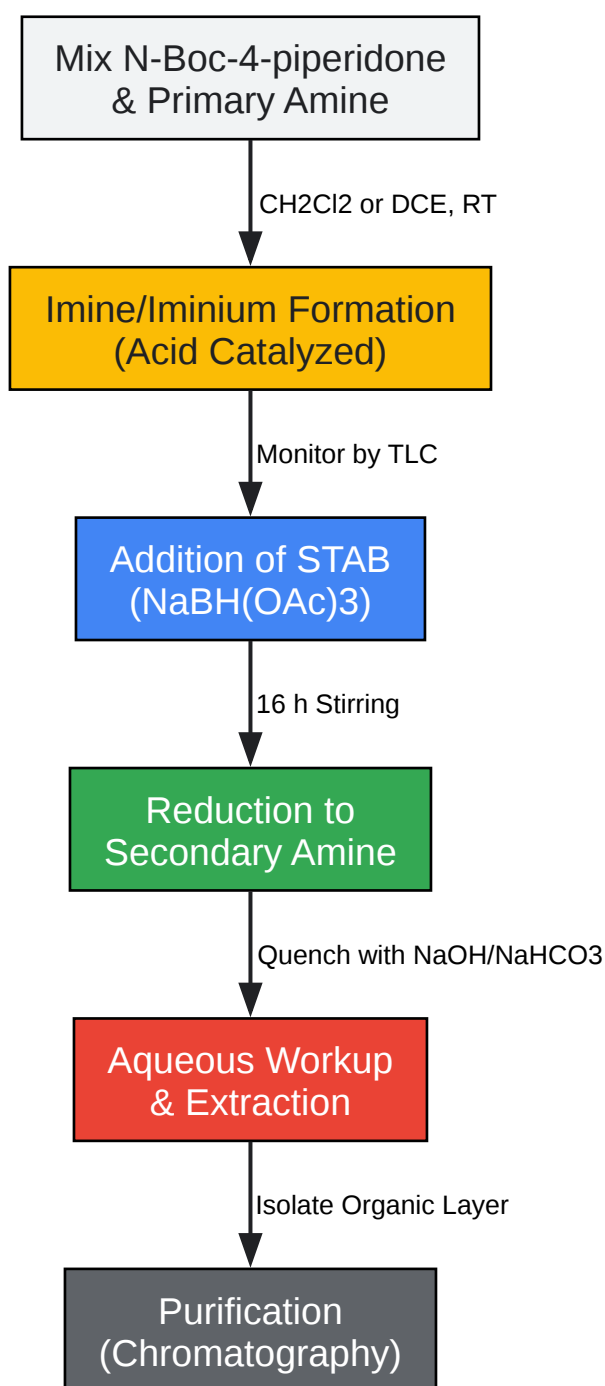 Mix N-Boc-4-piperidone
& Primary Amine
CH2Cl2 or DCE, RT
Imine/Iminium Formation
(Acid Catalyzed)
Monitor by TLC
Addition of STAB
(NaBH(OAc)3)
16 h Stirring
Reduction to
Secondary Amine
Quench with NaOH/NaHCO3
Aqueous Workup
& Extraction
Isolate Organic Layer
Purification
(Chromatography)